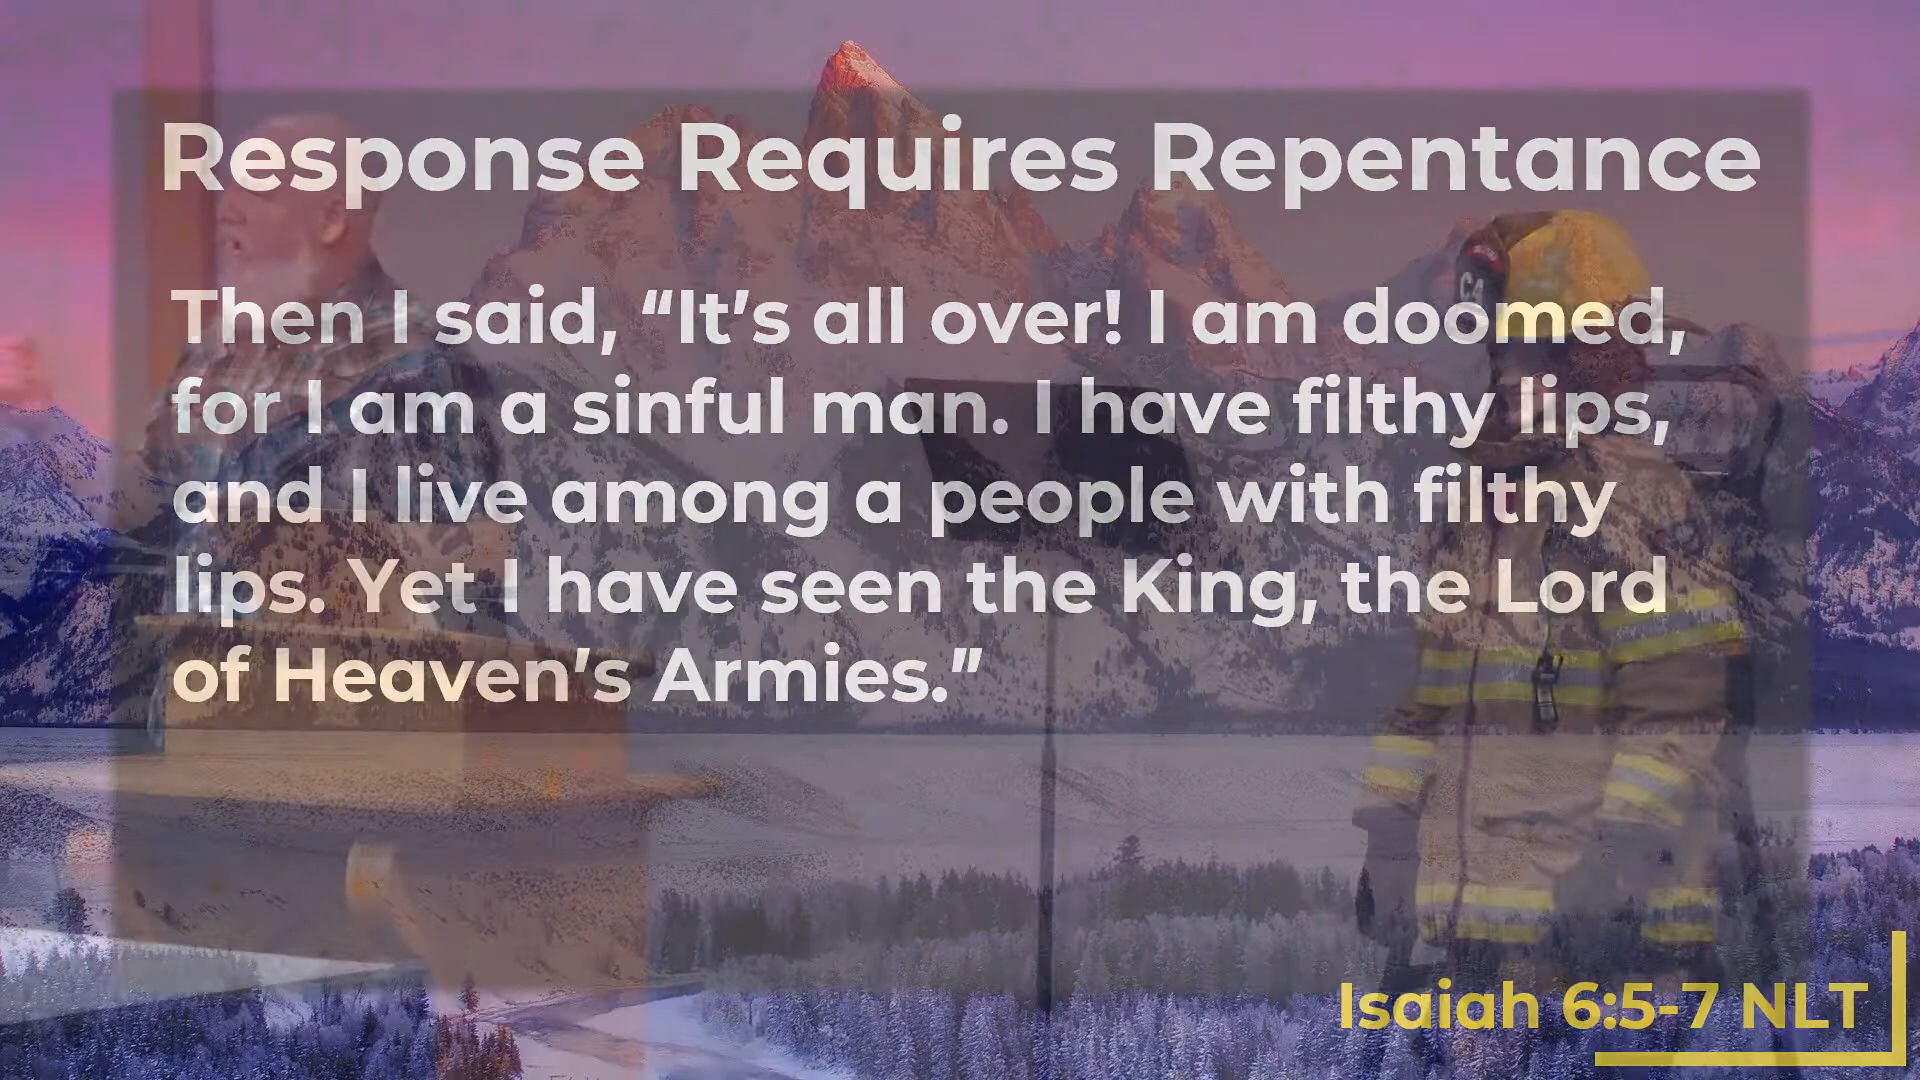 Response Requires Repentance
Then I said, “It’s all over! I am doomed,
for I am a sinful man. I have filthy lips,
and I live among a people with filthy
lips. Yet I have seen the King, the Lord
of Heaven’s Armies.”
Isaiah 6:5-7 NLT